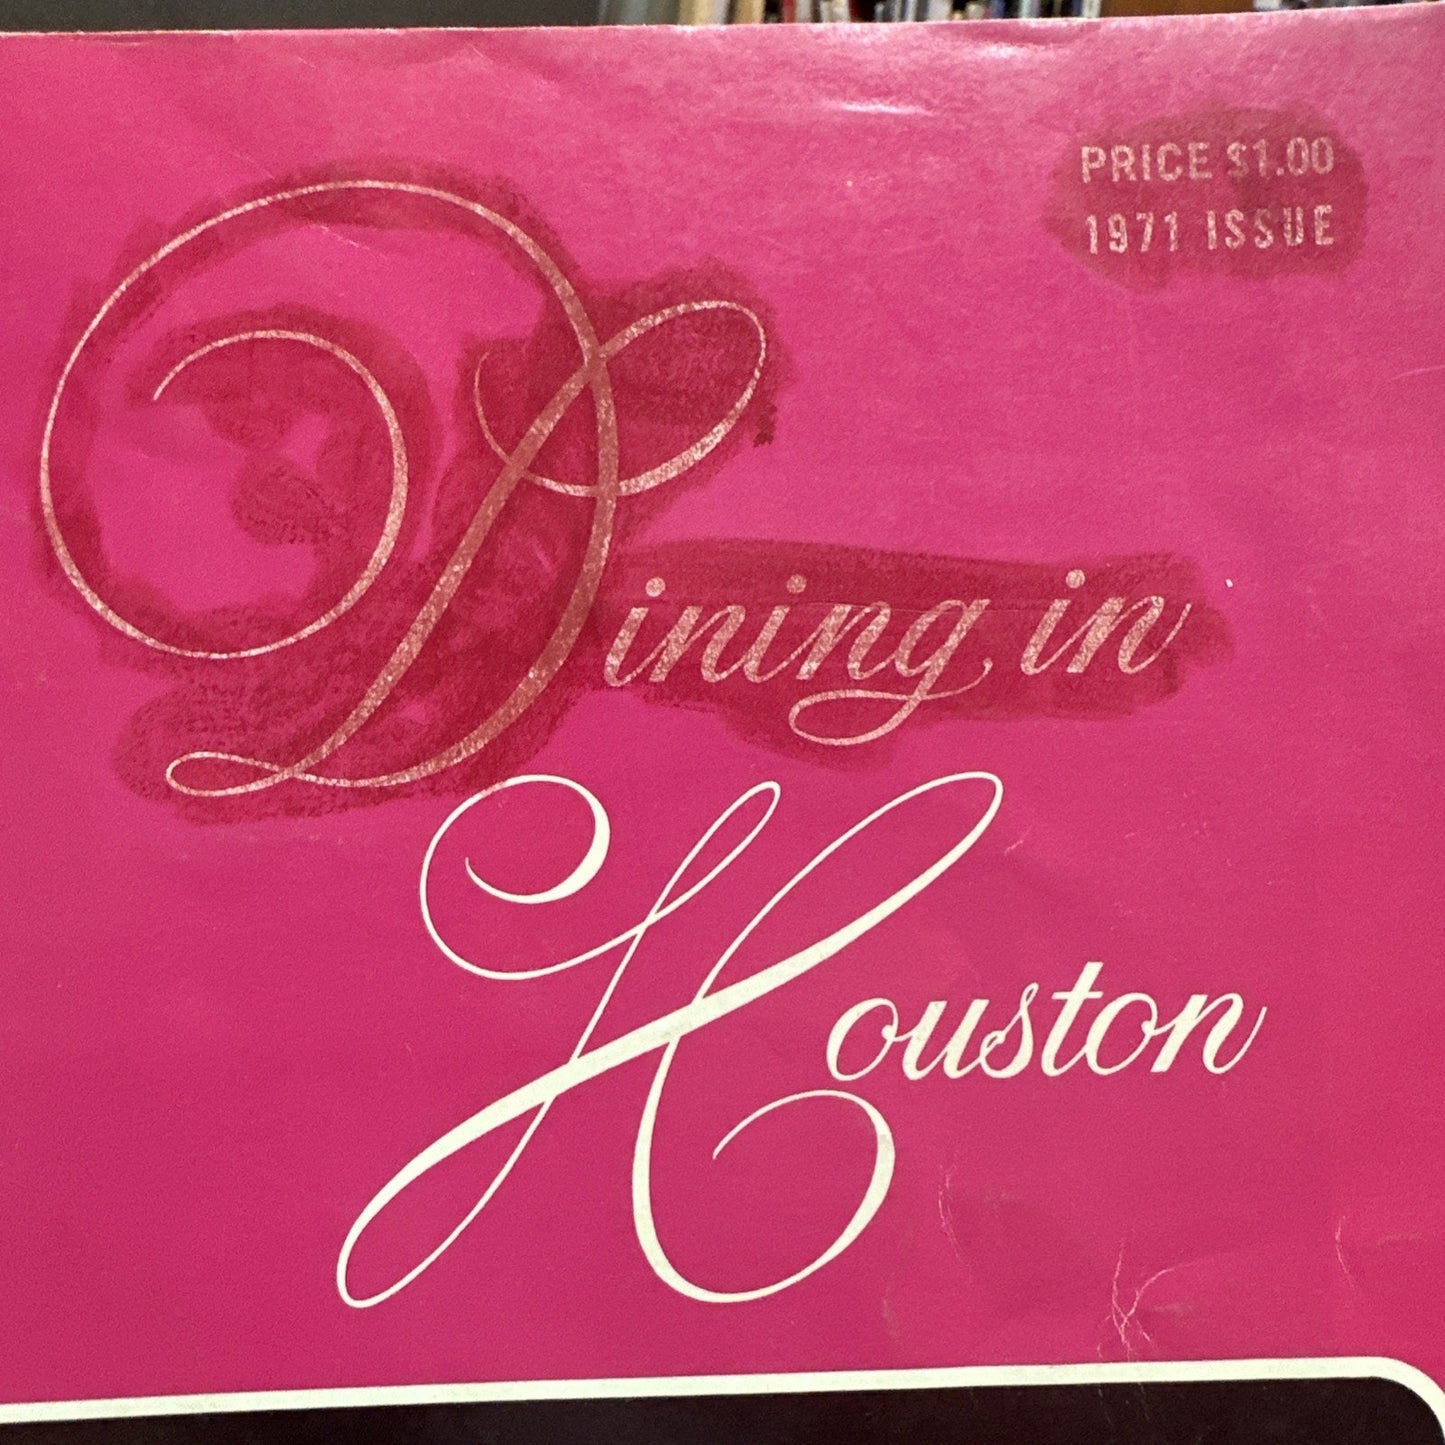 PRICE $1.00
1971 ISSUE
Dining in
Houston